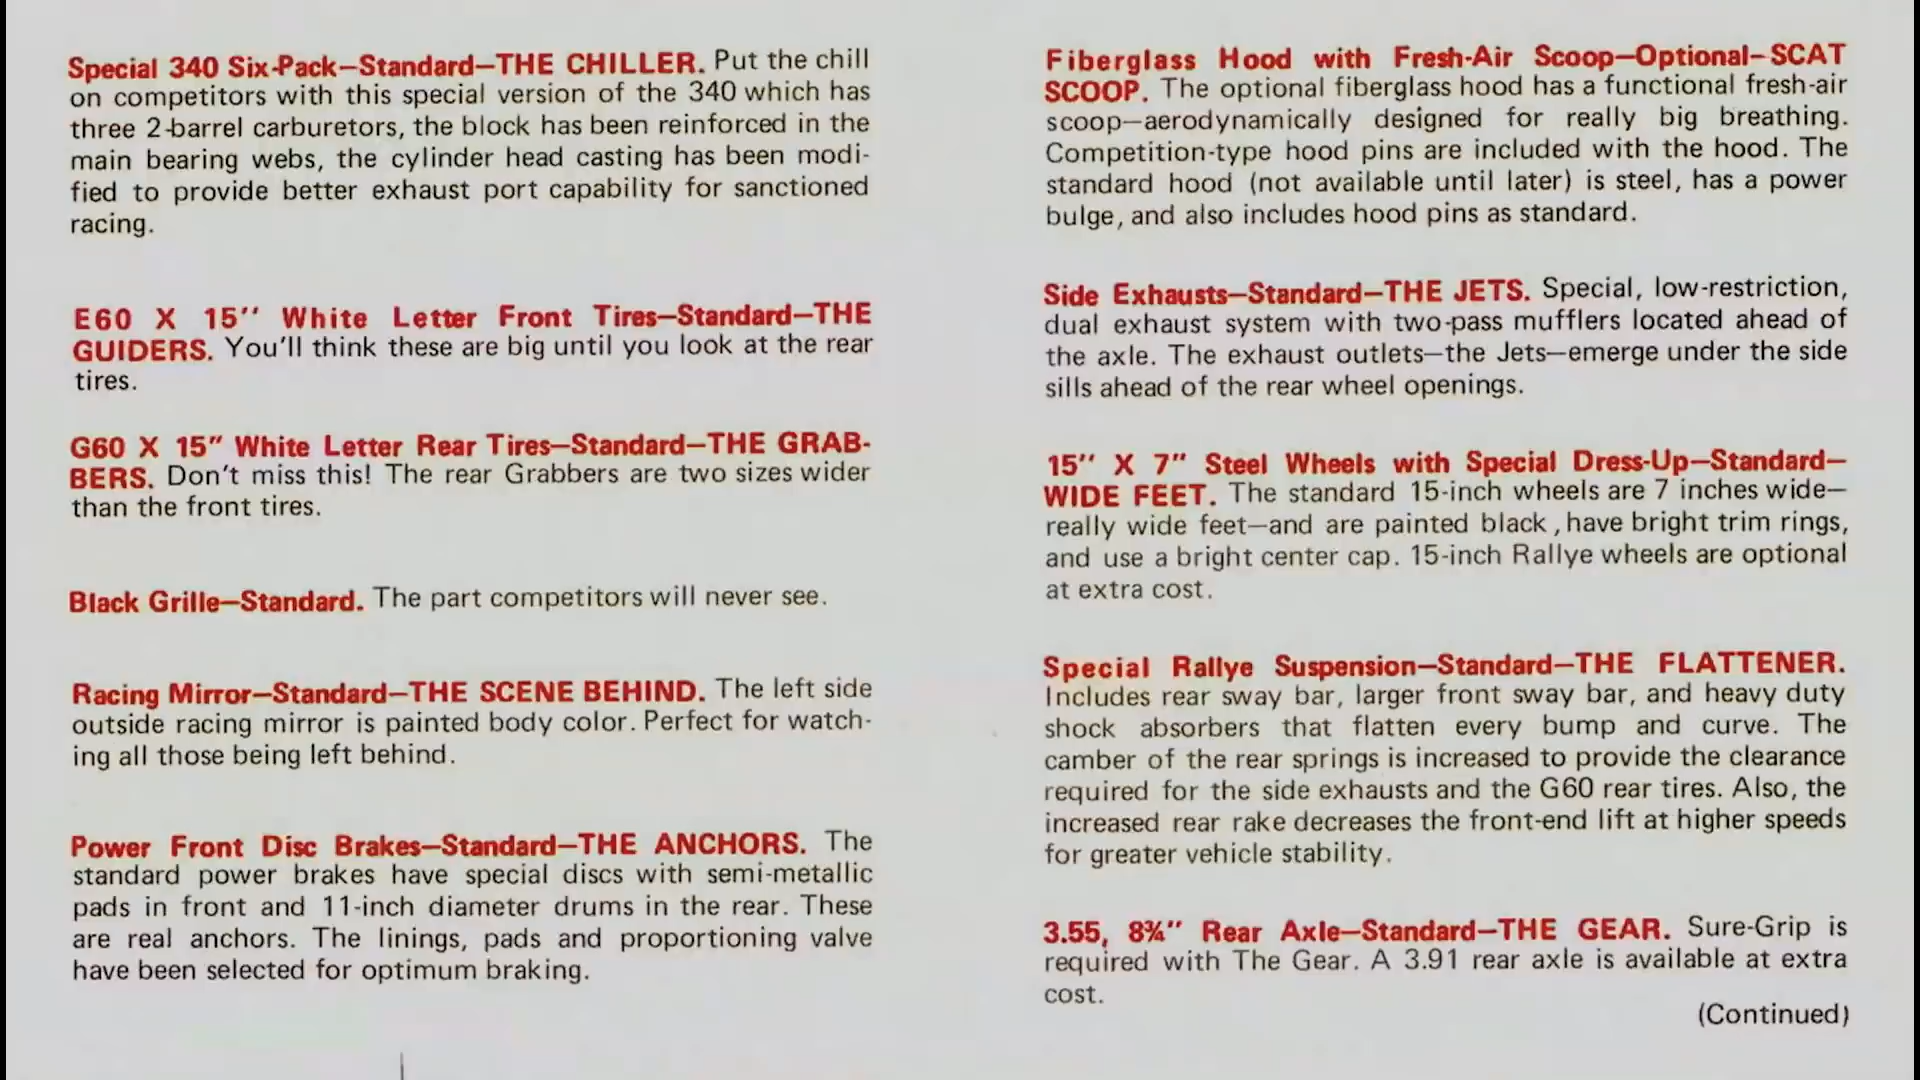 Special 340 Six-Pack—Standard—THE CHILLER. Put the chill
on competitors with this special version of the 340 which has
three 2-barrel carburetors, the block has been reinforced in the
main bearing webs, the cylinder head casting has been modi-
fied to provide better exhaust port capability for sanctioned
racing.
E60 X 15'' White Letter Front Tires—Standard—THE
GUIDERS. You'll think these are big until you look at the rear
tires.
G60 X 15" White Letter Rear Tires—Standard—THE GRAB-
BERS. Don't miss this! The rear Grabbers are two sizes wider
than the front tires.
Black Grille—Standard. The part competitors will never see.
Racing Mirror—Standard—THE SCENE BEHIND. The left side
outside racing mirror is painted body color. Perfect for watch-
ing all those being left behind.
Power Front Disc Brakes—Standard—THE ANCHORS. The
standard power brakes have special discs with semi-metallic
pads in front and 11-inch diameter drums in the rear. These
are real anchors. The linings, pads and proportioning valve
have been selected for optimum braking.
Fiberglass Hood with Fresh-Air Scoop—Optional—SCAT
SCOOP. The optional fiberglass hood has a functional fresh-air
scoop—aerodynamically designed for really big breathing.
Competition-type hood pins are included with the hood. The
standard hood (not available until later) is steel, has a power
bulge, and also includes hood pins as standard.
Side Exhausts—Standard—THE JETS. Special, low-restriction,
dual exhaust system with two-pass mufflers located ahead of
the axle. The exhaust outlets—the Jets—emerge under the side
sills ahead of the rear wheel openings.
15'' X 7" Steel Wheels with Special Dress-Up—Standard—
WIDE FEET. The standard 15-inch wheels are 7 inches wide—
really wide feet—and are painted black, have bright trim rings,
and use a bright center cap. 15-inch Rallye wheels are optional
at extra cost.
Special Rallye Suspension—Standard—THE FLATTENER.
Includes rear sway bar, larger front sway bar, and heavy duty
shock absorbers that flatten every bump and curve. The
camber of the rear springs is increased to provide the clearance
required for the side exhausts and the G60 rear tires. Also, the
increased rear rake decreases the front-end lift at higher speeds
for greater vehicle stability.
3.55, 8¾'' Rear Axle—Standard—THE GEAR. Sure-Grip is
required with The Gear. A 3.91 rear axle is available at extra
cost.
(Continued)